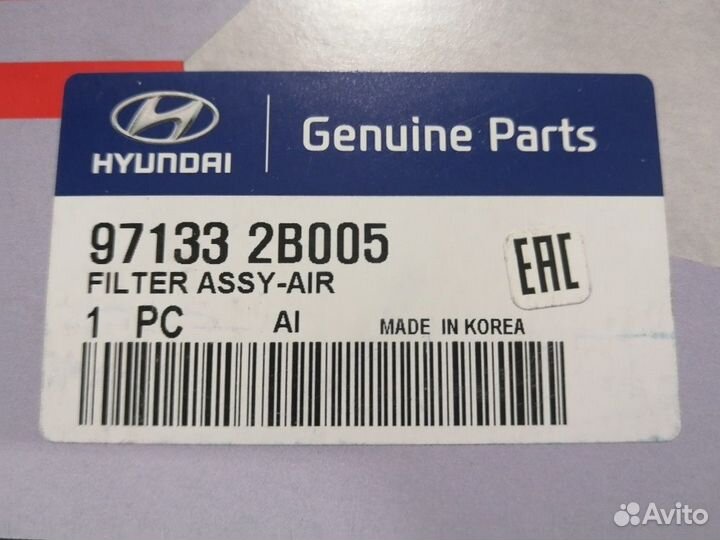 HYUNDAI
Genuine Parts
97133 2B005
FILTER ASSY-AIR
EAC
1 PC AI MADE IN KOREA
Avito